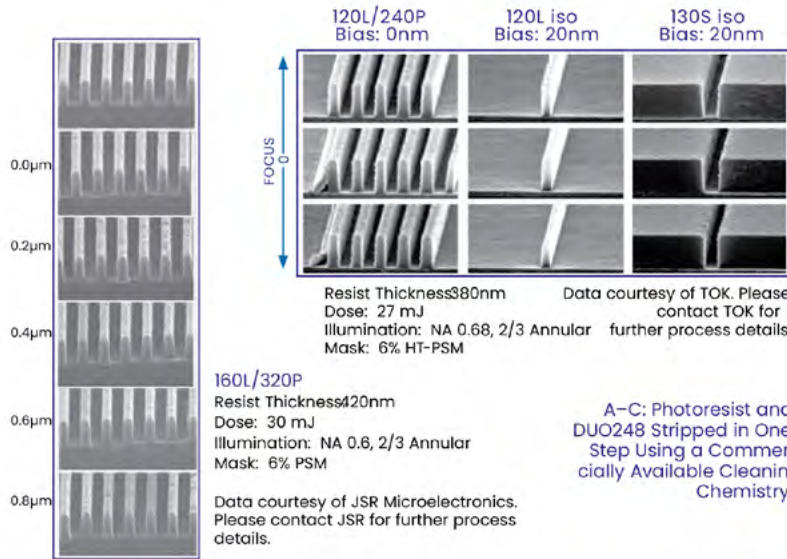 120L/240P
Bias: 0nm
120L iso
Bias: 20nm
130S iso
Bias: 20nm
FOCUS
0
0.0µm
0.2µm
0.4µm
0.6µm
0.8µm
Resist Thickness380nm
Dose: 27 mJ
Illumination: NA 0.68, 2/3 Annular
Mask: 6% HT-PSM
Data courtesy of TOK. Please
contact TOK for
further process details
160L/320P
Resist Thickness420nm
Dose: 30 mJ
Illumination: NA 0.6, 2/3 Annular
Mask: 6% PSM
Data courtesy of JSR Microelectronics.
Please contact JSR for further process
details.
A–C: Photoresist and
DUO248 Stripped in One
Step Using a Commer
cially Available Cleanin
Chemistry